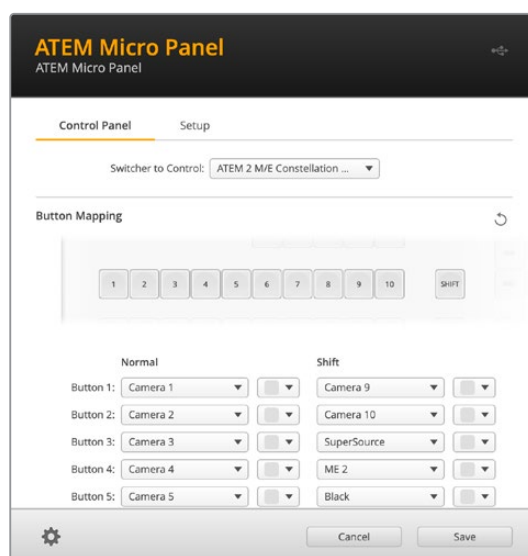 ATEM Micro Panel
ATEM Micro Panel
Control Panel Setup
Switcher to Control: ATEM 2 M/E Constellation ...
Button Mapping
1 2 3 4 5 6 7 8 9 10 SHIFT
Normal Shift
Button 1: Camera 1 Camera 9
Button 2: Camera 2 Camera 10
Button 3: Camera 3 SuperSource
Button 4: Camera 4 ME 2
Button 5: Camera 5 Black
Cancel Save